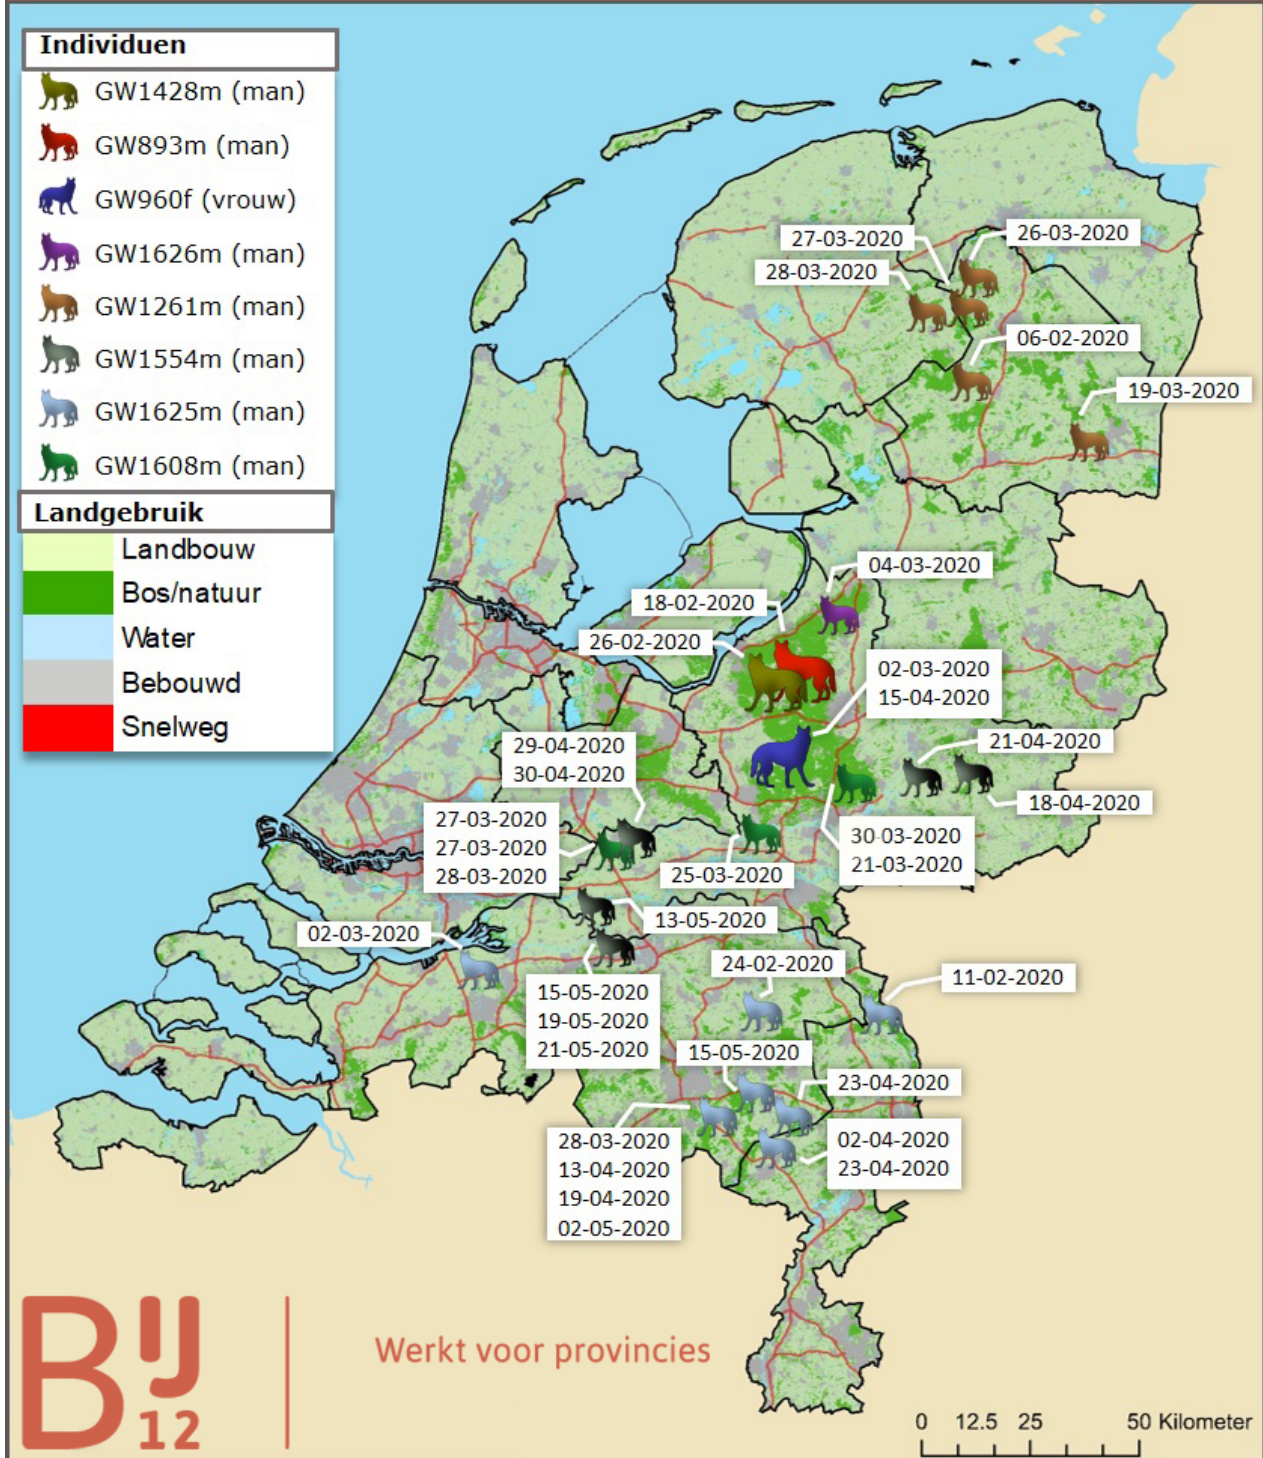 Individuen
GW1428m (man)
GW893m (man)
GW960f (vrouw)
GW1626m (man)
GW1261m (man)
GW1554m (man)
GW1625m (man)
GW1608m (man)
Landgebruik
Landbouw
Bos/natuur
Water
Bebouwd
Snelweg
27-03-2020
26-03-2020
28-03-2020
06-02-2020
19-03-2020
04-03-2020
18-02-2020
26-02-2020
02-03-2020
15-04-2020
29-04-2020
30-04-2020
21-04-2020
18-04-2020
27-03-2020
27-03-2020
28-03-2020
25-03-2020
30-03-2020
21-03-2020
13-05-2020
02-03-2020
15-05-2020
19-05-2020
21-05-2020
24-02-2020
11-02-2020
15-05-2020
23-04-2020
28-03-2020
13-04-2020
19-04-2020
02-05-2020
02-04-2020
23-04-2020
BIJ
12
Werkt voor provincies
0 12.5 25 50 Kilometer